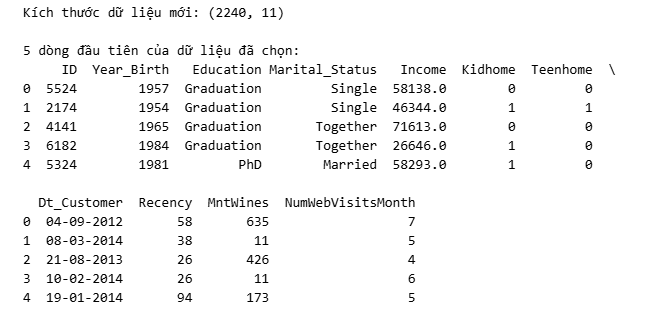 Kích thước dữ liệu mới: (2240, 11)
5 dòng đầu tiên của dữ liệu đã chọn:
ID Year_Birth Education Marital_Status Income Kidhome Teenhome \
0 5524 1957 Graduation Single 58138.0 0 0
1 2174 1954 Graduation Single 46344.0 1 1
2 4141 1965 Graduation Together 71613.0 0 0
3 6182 1984 Graduation Together 26646.0 1 0
4 5324 1981 PhD Married 58293.0 1 0
Dt_Customer Recency MntWines NumWebVisitsMonth
0 04-09-2012 58 635 7
1 08-03-2014 38 11 5
2 21-08-2013 26 426 4
3 10-02-2014 26 11 6
4 19-01-2014 94 173 5